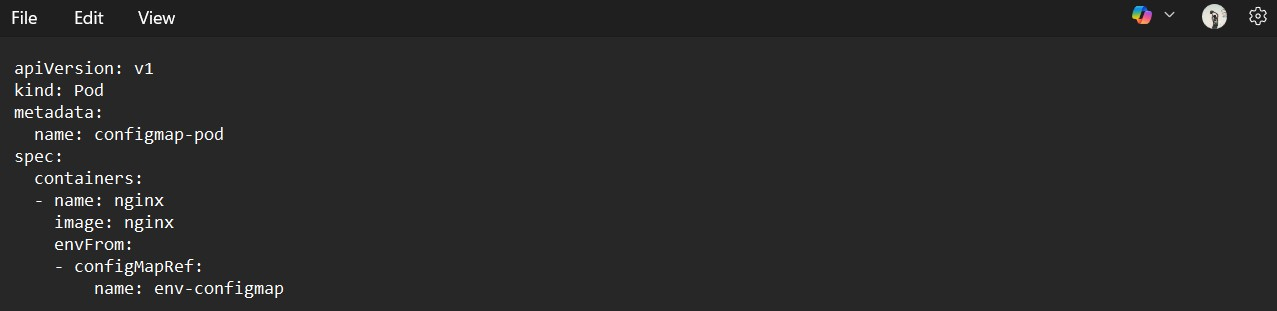 File Edit View
apiVersion: v1
kind: Pod
metadata:
  name: configmap-pod
spec:
  containers:
  - name: nginx
    image: nginx
    envFrom:
    - configMapRef:
        name: env-configmap